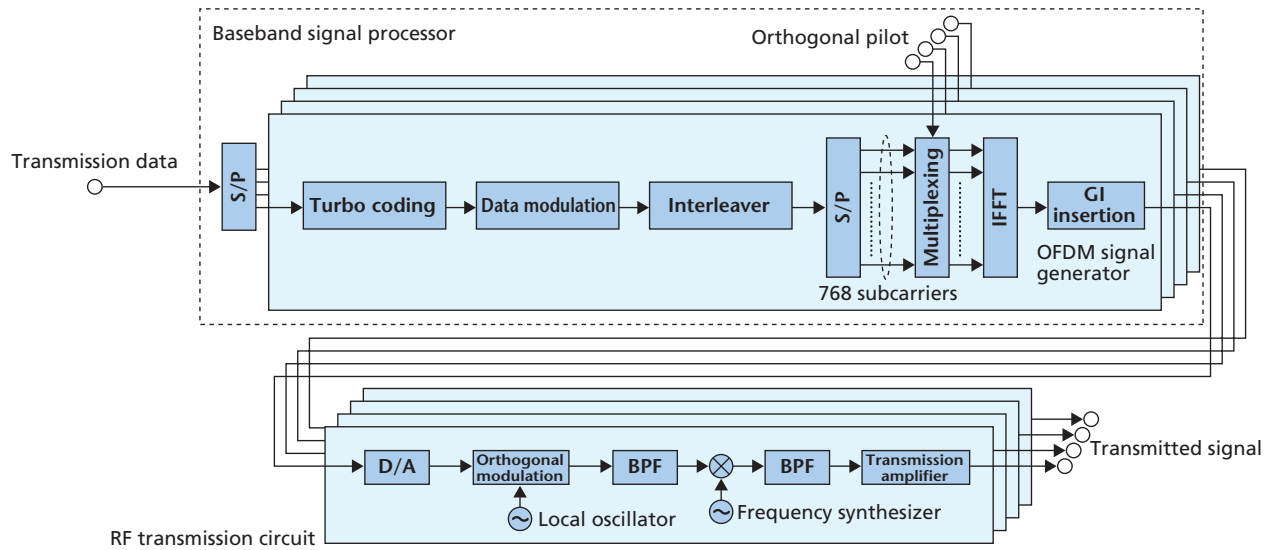 Baseband signal processor
Orthogonal pilot
Transmission data
S/P
Turbo coding
Data modulation
Interleaver
S/P
Multiplexing
IFFT
GI
insertion
OFDM signal
generator
768 subcarriers
D/A
Orthogonal
modulation
BPF
BPF
Transmission
amplifier
Transmitted signal
Local oscillator
Frequency synthesizer
RF transmission circuit